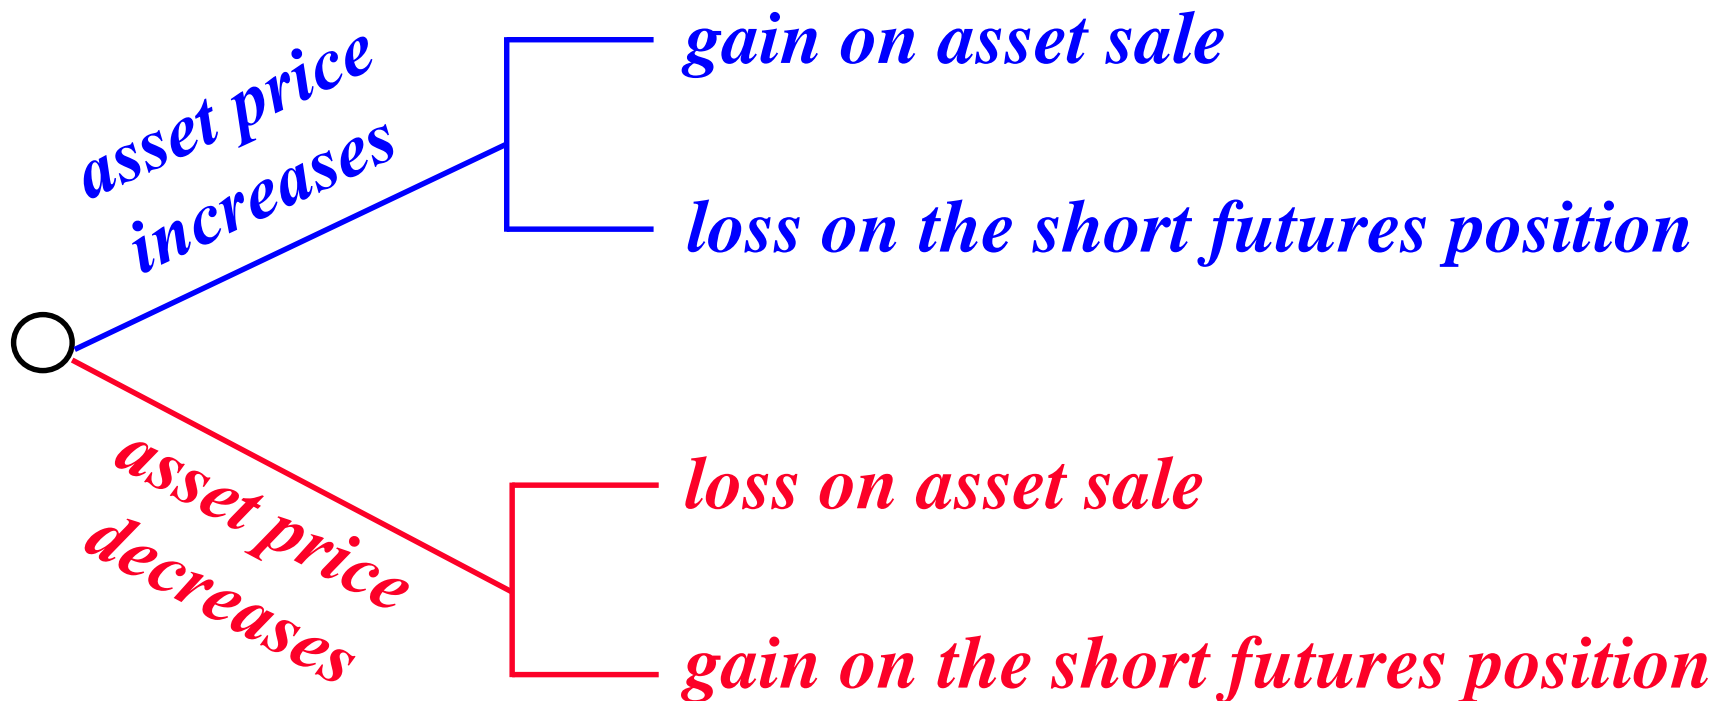 asset price
increases
gain on asset sale
loss on the short futures position
asset price
decreases
loss on asset sale
gain on the short futures position